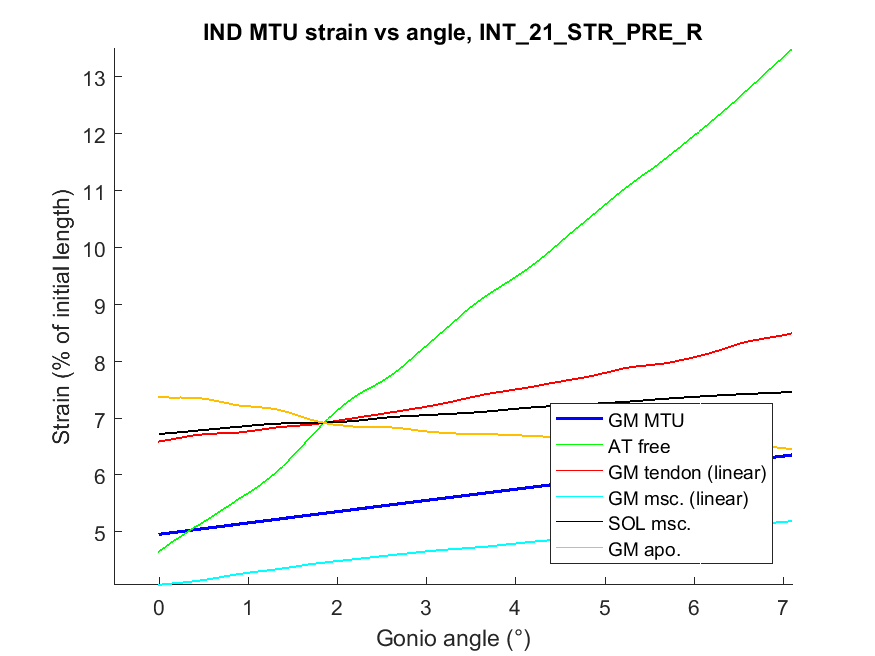 IND MTU strain vs angle, INT_21_STR_PRE_R
Strain (% of initial length)
13
12
11
10
9
8
7
6
5
GM MTU
AT free
GM tendon (linear)
GM msc. (linear)
SOL msc.
GM apo.
0 1 2 3 4 5 6 7
Gonio angle (°)